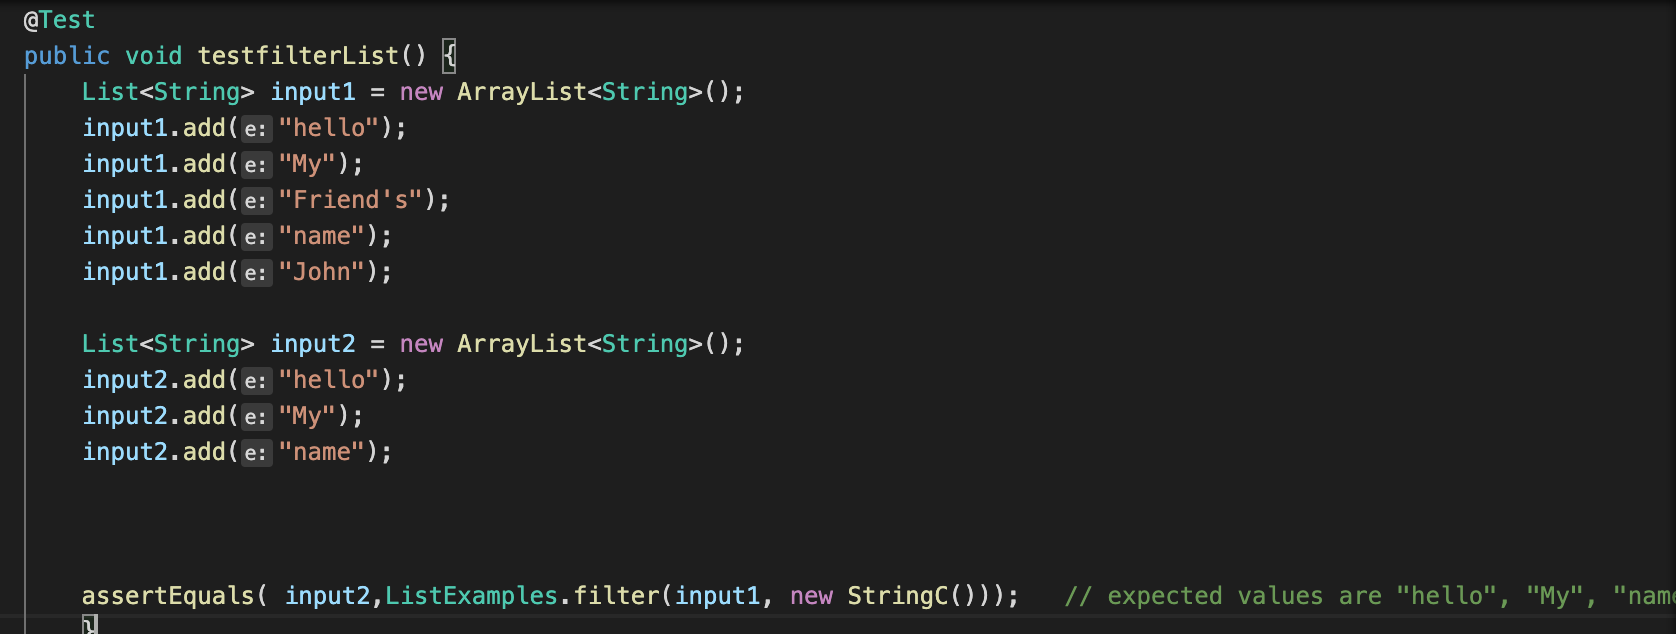 @Test
public void testfilterList() {
List<String> input1 = new ArrayList<String>();
input1.add(e: "hello");
input1.add(e: "My");
input1.add(e: "Friend's");
input1.add(e: "name");
input1.add(e: "John");
List<String> input2 = new ArrayList<String>();
input2.add(e: "hello");
input2.add(e: "My");
input2.add(e: "name");
assertEquals( input2,ListExamples.filter(input1, new StringC())); // expected values are "hello", "My",
}